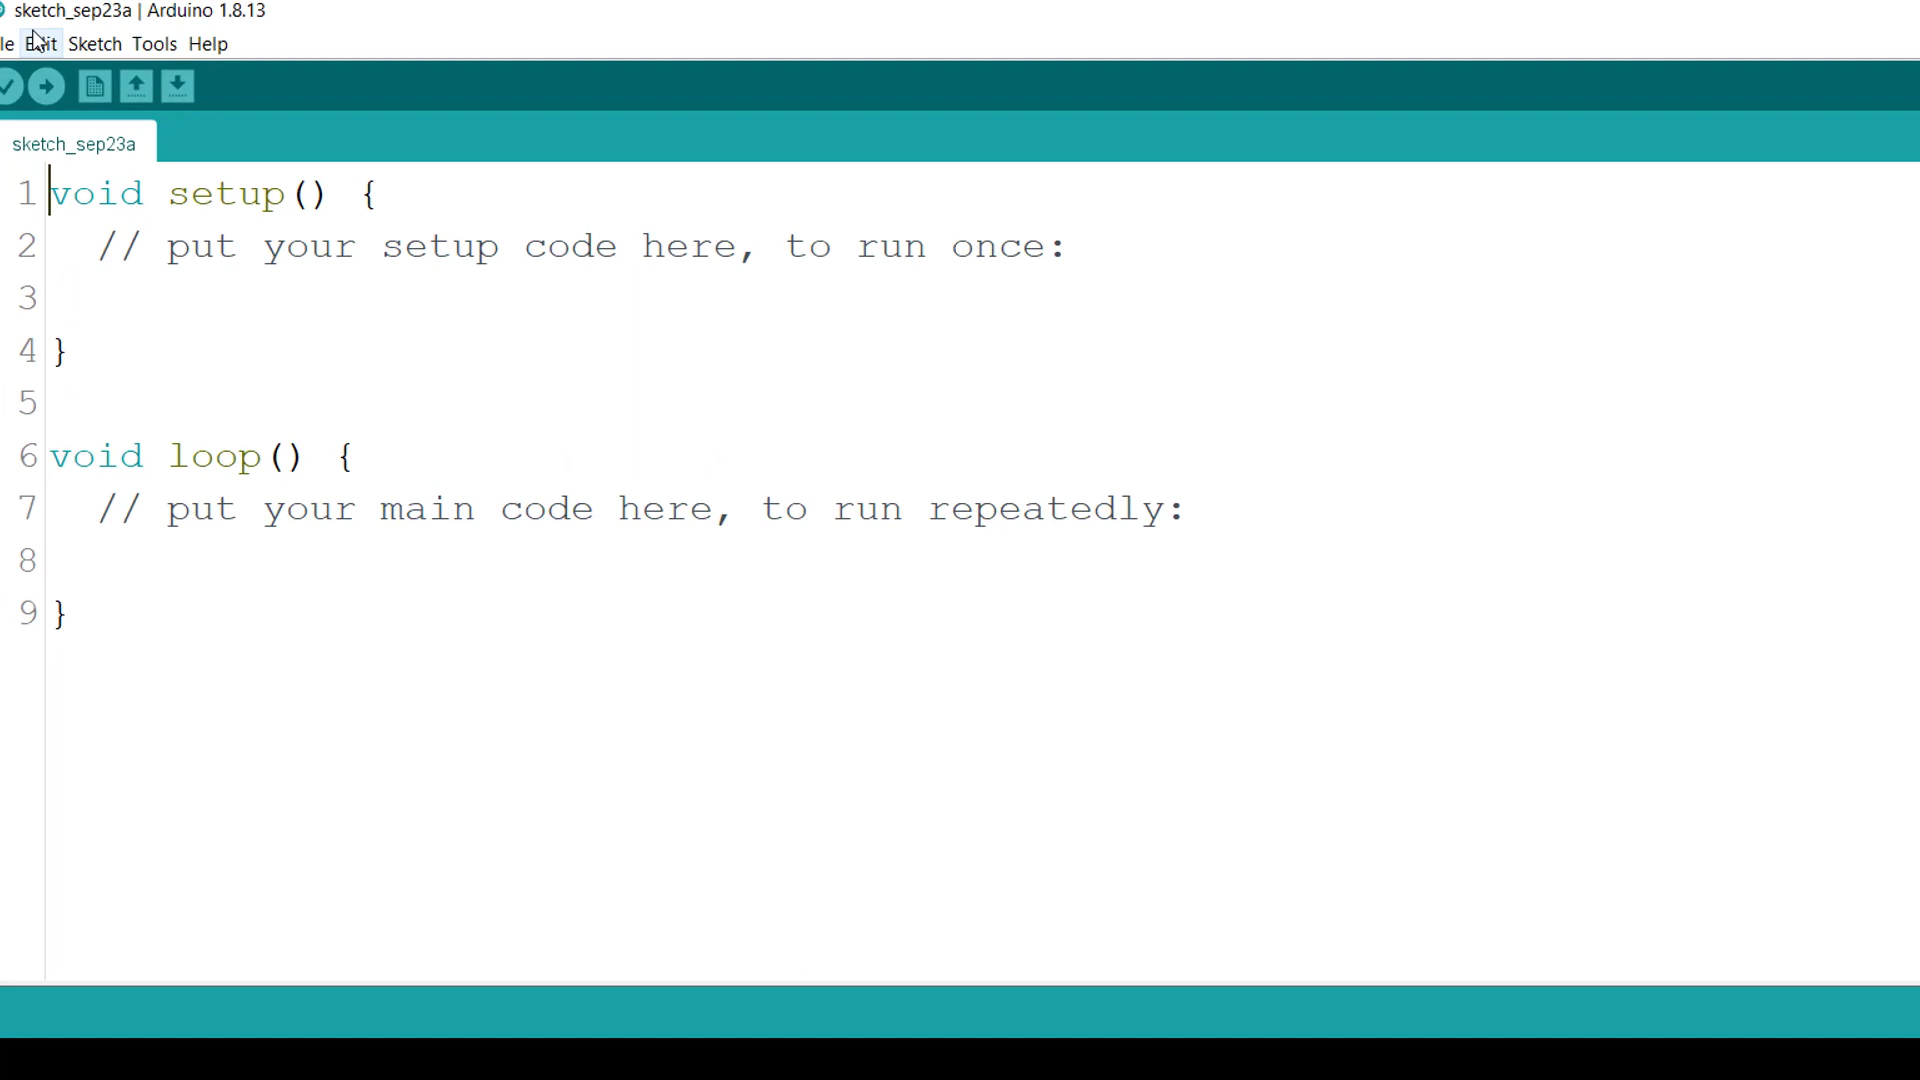 sketch_sep23a | Arduino 1.8.13
le Edit Sketch Tools Help
sketch_sep23a
1 void setup() {
2 // put your setup code here, to run once:
3
4 }
5
6 void loop() {
7 // put your main code here, to run repeatedly:
8
9 }